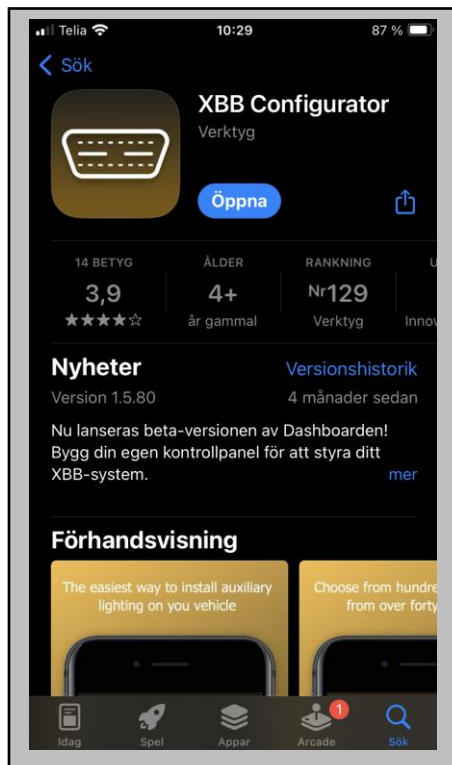 Telia 10:29 87 %
Sök
XBB Configurator
Verktyg
Öppna
14 BETYG ÅLDER RANKNING U
3,9 4+ Nr129
år gammal Verktyg Innov
Nyheter Versionshistorik
Version 1.5.80 4 månader sedan
Nu lanseras beta-versionen av Dashboarden!
Bygg din egen kontrollpanel för att styra ditt
XBB-system. mer
Förhandsvisning
The easiest way to install auxiliary
lighting on you vehicle
Choose from hundre
from over forty
1
Idag Spel Appar Arcade Sök